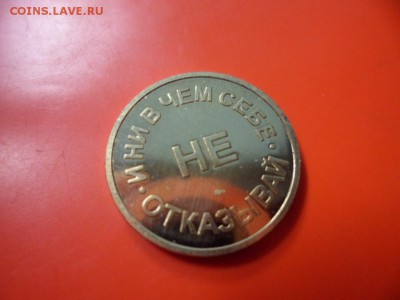 COINS.LAVE.RU
· И НИ В ЧЕМ СЕБЕ ·
НЕ
ОТКАЗЫВАЙ